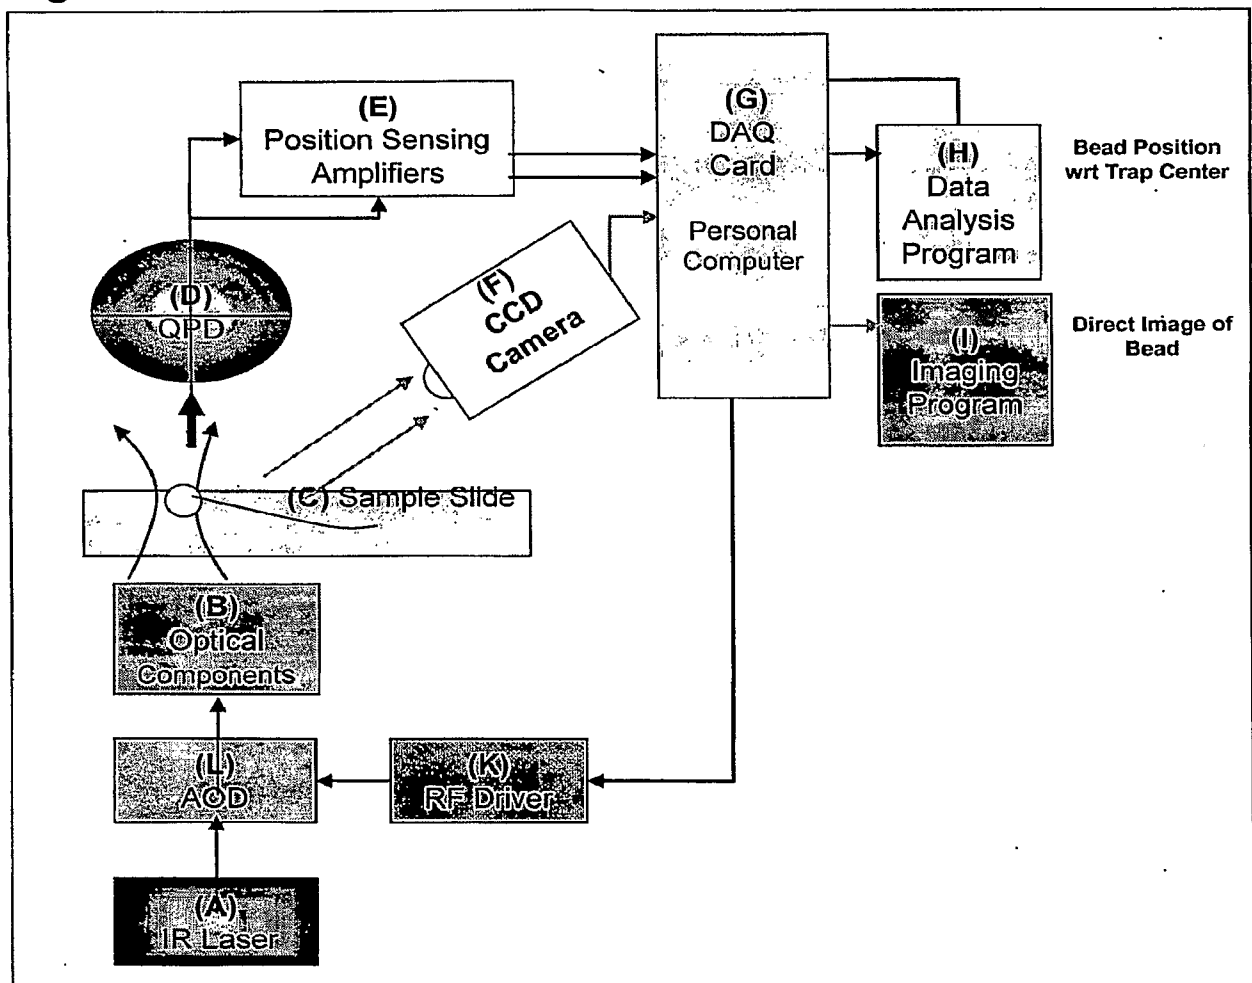 (E)
Position Sensing
Amplifiers
(G)
DAQ
Card
Personal
Computer
(H)
Data
Analysis
Program
Bead Position
wrt Trap Center
(D)
QPD
(F)
CCD
Camera
(I)
Imaging
Program
Direct Image of
Bead
(C) Sample Slide
(B)
Optical
Components
(L)
AOD
(K)
RF Driver
(A)
IR Laser